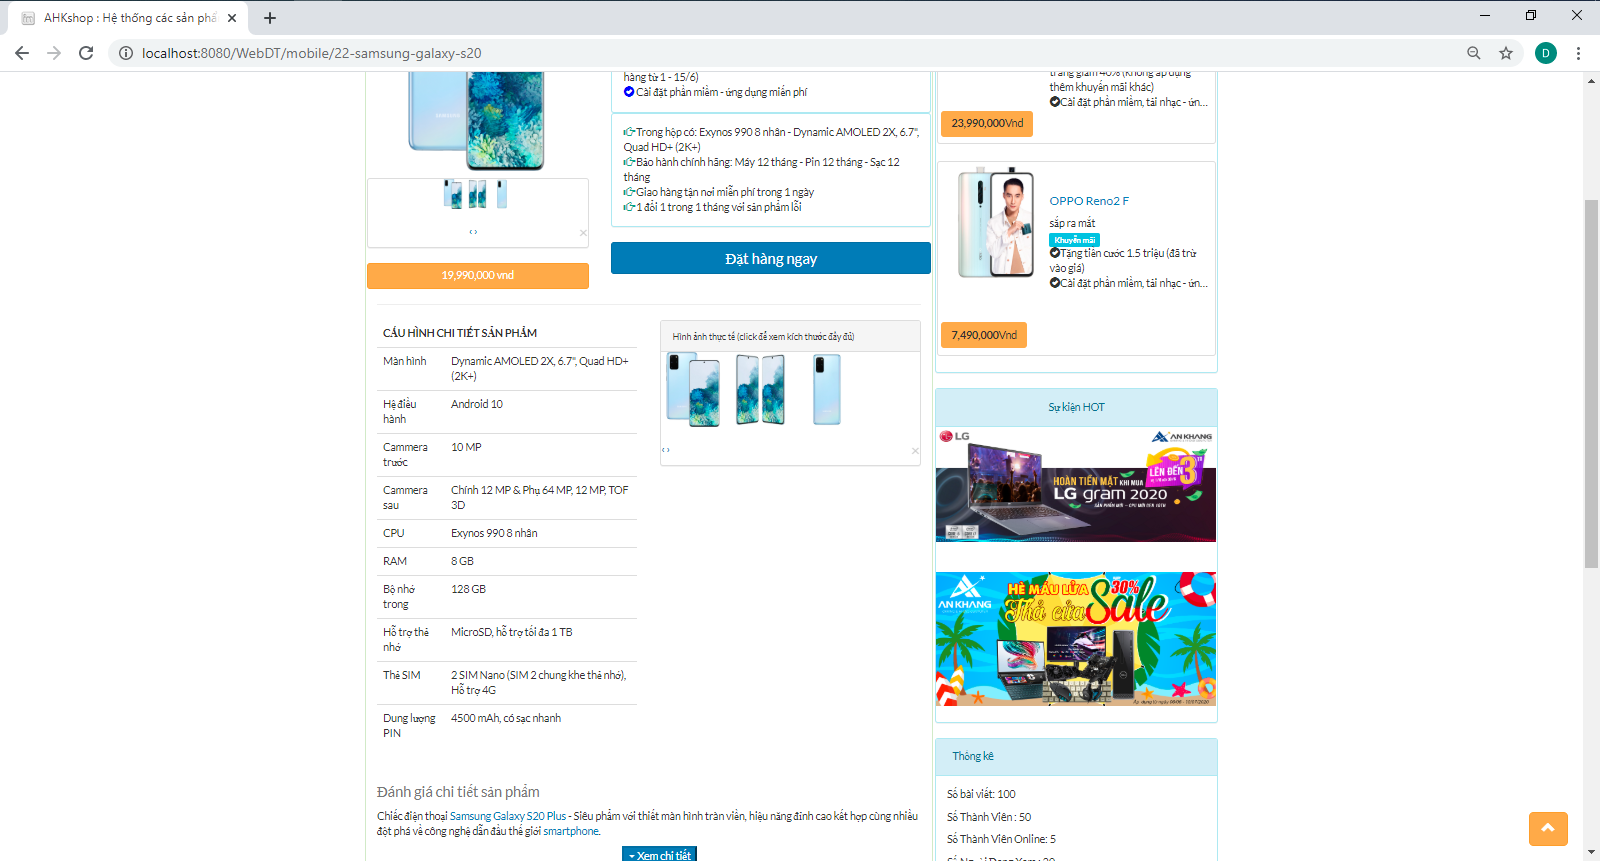 AHKshop : Hệ thống các sản phẩ
localhost:8080/WebDT/mobile/22-samsung-galaxy-s20
D
hàng từ 1 - 15/6)
Cài đặt phần miềm - ứng dụng miễn phí
Trong hộp có: Exynos 990 8 nhân - Dynamic AMOLED 2X, 6.7",
Quad HD+ (2K+)
Bảo hành chính hãng: Máy 12 tháng - Pin 12 tháng - Sạc 12
tháng
Giao hàng tận nơi miễn phí trong 1 ngày
1 đổi 1 trong 1 tháng với sản phẩm lỗi
Đặt hàng ngay
‹ ›
×
19,990,000 vnd
CẤU HÌNH CHI TIẾT SẢN PHẨM
Màn hình Dynamic AMOLED 2X, 6.7", Quad HD+
(2K+)
Hệ điều Android 10
hành
Cammera 10 MP
trước
Cammera Chính 12 MP & Phụ 64 MP, 12 MP, TOF
sau 3D
CPU Exynos 990 8 nhân
RAM 8 GB
Bộ nhớ 128 GB
trong
Hỗ trợ thẻ MicroSD, hỗ trợ tối đa 1 TB
nhớ
Thẻ SIM 2 SIM Nano (SIM 2 chung khe thẻ nhớ),
Hỗ trợ 4G
Dung lượng 4500 mAh, có sạc nhanh
PIN
Hình ảnh thực tế (click để xem kích thước đầy đủ)
‹ ›
×
Đánh giá chi tiết sản phẩm
Chiếc điện thoại Samsung Galaxy S20 Plus - Siêu phẩm với thiết màn hình tràn viền, hiệu năng đỉnh cao kết hợp cùng nhiều
đột phá về công nghệ dẫn đầu thế giới smartphone.
Xem chi tiết
trang giảm 40% (không áp dụng
thêm khuyến mãi khác)
Cài đặt phần miềm, tải nhạc - ứn...
23,990,000Vnd
OPPO Reno2 F
sắp ra mắt
Khuyến mãi
Tặng tiền cước 1.5 triệu (đã trừ
vào giá)
Cài đặt phần miềm, tải nhạc - ứn...
7,490,000Vnd
Sự kiện HOT
LG
AN KHANG
LÊN ĐẾN 3
HOÀN TIỀN MẶT KHI MUA
LG gram 2020
AN KHANG
HÈ MÁU LỬA 30%
Thả cửa Sale
Thống kê
Số bài viết: 100
Số Thành Viên : 50
Số Thành Viên Online: 5